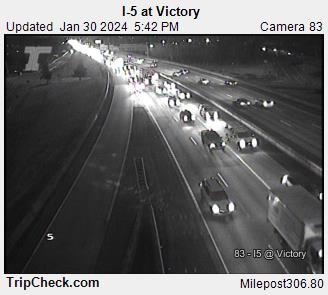 I-5 at Victory
Updated Jan 30 2024 5:42 PM Camera 83
T
S
83 - I5 @ Victory
TripCheck.com Milepost306.80